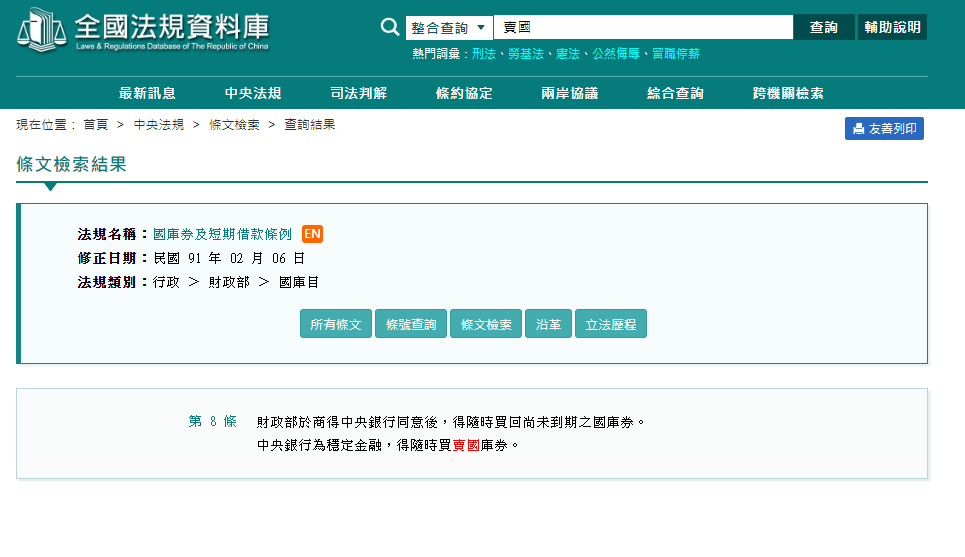 全國法規資料庫
Laws & Regulations Database of The Republic of China
整合查詢 賣國 查詢 輔助說明
熱門詞彙：刑法、勞基法、憲法、公然侮辱、留職停薪
最新訊息 中央法規 司法判解 條約協定 兩岸協議 綜合查詢 跨機關檢索
現在位置： 首頁 > 中央法規 > 條文檢索 > 查詢結果
友善列印
條文檢索結果
法規名稱：國庫券及短期借款條例 EN
修正日期：民國 91 年 02 月 06 日
法規類別：行政 ＞ 財政部 ＞ 國庫目
所有條文 條號查詢 條文檢索 沿革 立法歷程
第 8 條 財政部於商得中央銀行同意後，得隨時買回尚未到期之國庫券。
中央銀行為穩定金融，得隨時買賣國庫券。